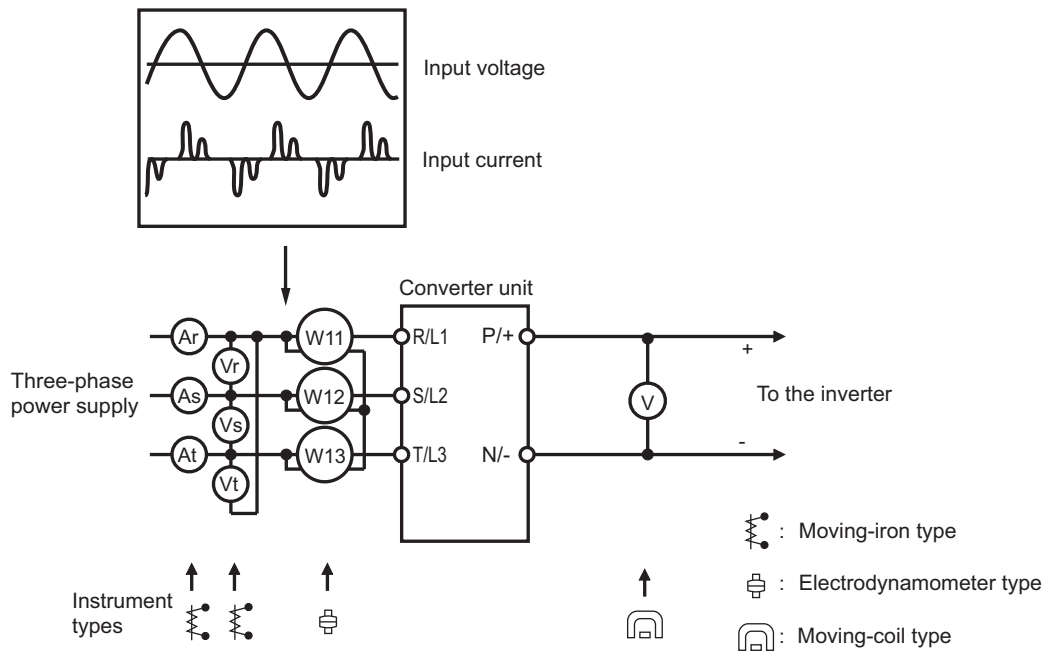 Input voltage
Input current
Converter unit
Ar
W11
R/L1
P/+
+
Vr
Three-phase
power supply
As
W12
S/L2
V
To the inverter
Vs
At
W13
T/L3
N/-
-
Vt
: Moving-iron type
: Electrodynamometer type
Instrument
types
: Moving-coil type